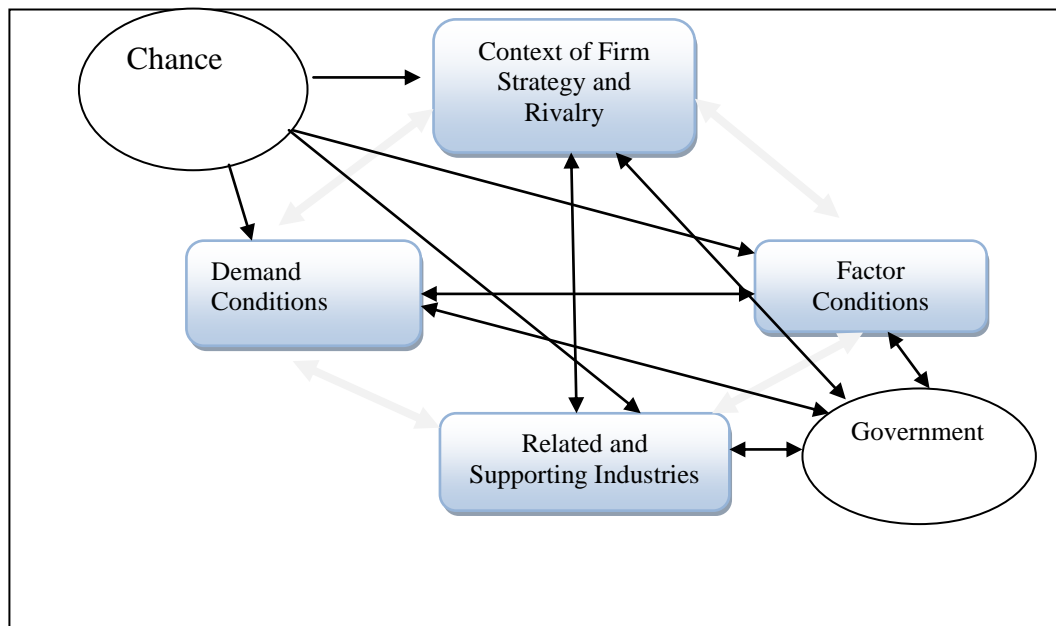 Chance
Context of Firm
Strategy and
Rivalry
Demand
Conditions
Factor
Conditions
Related and
Supporting Industries
Government